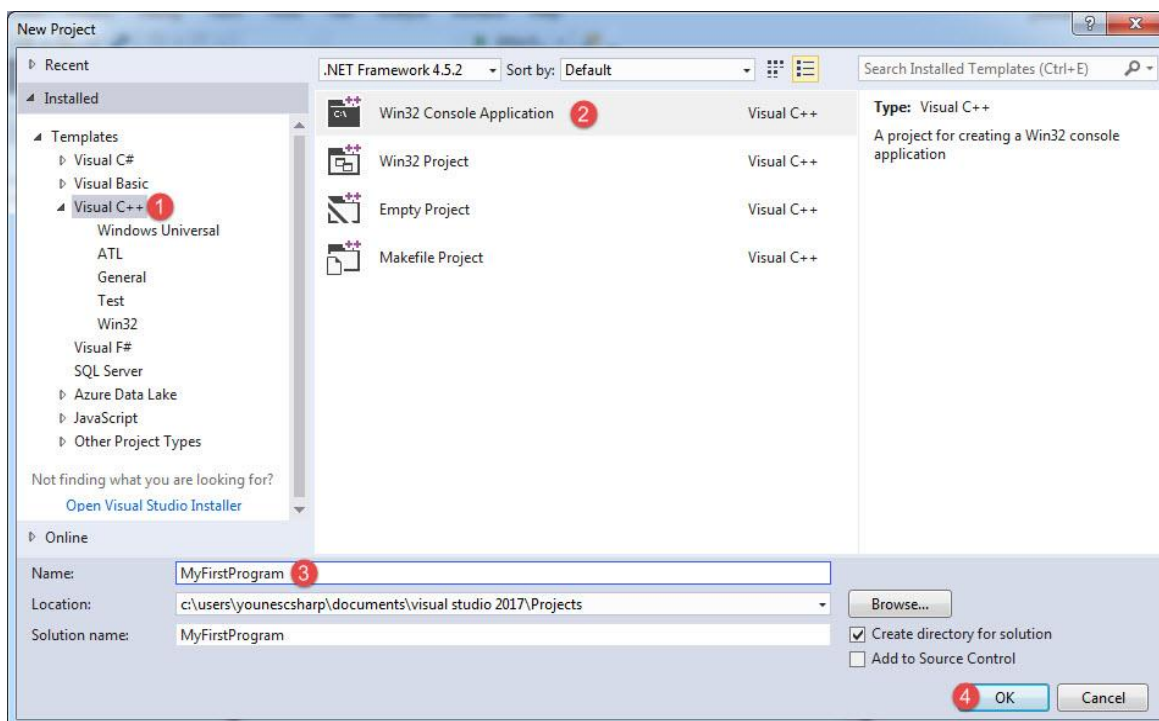 New Project
Recent
Installed
Templates
Visual C#
Visual Basic
Visual C++ 1
Windows Universal
ATL
General
Test
Win32
Visual F#
SQL Server
Azure Data Lake
JavaScript
Other Project Types
Not finding what you are looking for?
Open Visual Studio Installer
Online
.NET Framework 4.5.2 Sort by: Default
Win32 Console Application 2 Visual C++
Win32 Project Visual C++
Empty Project Visual C++
Makefile Project Visual C++
Search Installed Templates (Ctrl+E)
Type: Visual C++
A project for creating a Win32 console
application
Name: MyFirstProgram 3
Location: c:\users\younescsharp\documents\visual studio 2017\Projects Browse...
Solution name: MyFirstProgram
Create directory for solution
Add to Source Control
4 OK Cancel